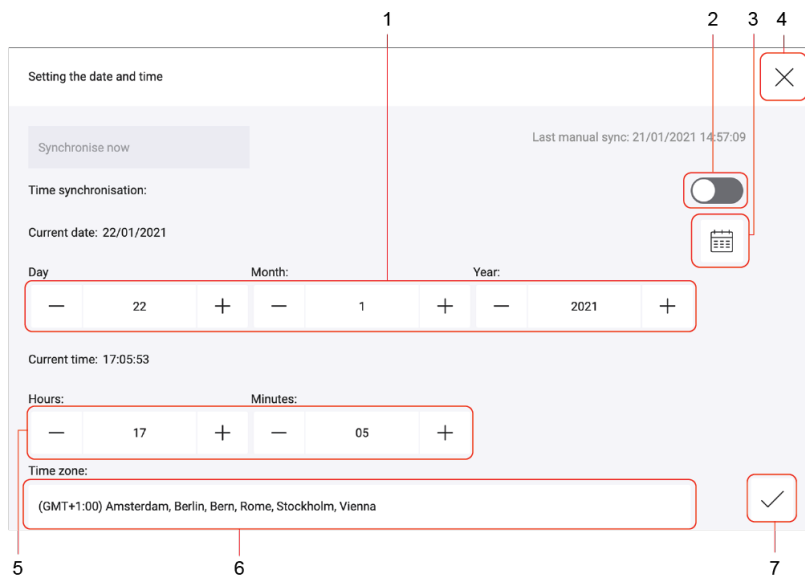 1 2 3 4
Setting the date and time
Synchronise now
Last manual sync: 21/01/2021 14:57:09
Time synchronisation:
Current date: 22/01/2021
Day Month: Year:
22 1 2021
Current time: 17:05:53
Hours: Minutes:
17 05
Time zone:
(GMT+1:00) Amsterdam, Berlin, Bern, Rome, Stockholm, Vienna
5 6 7